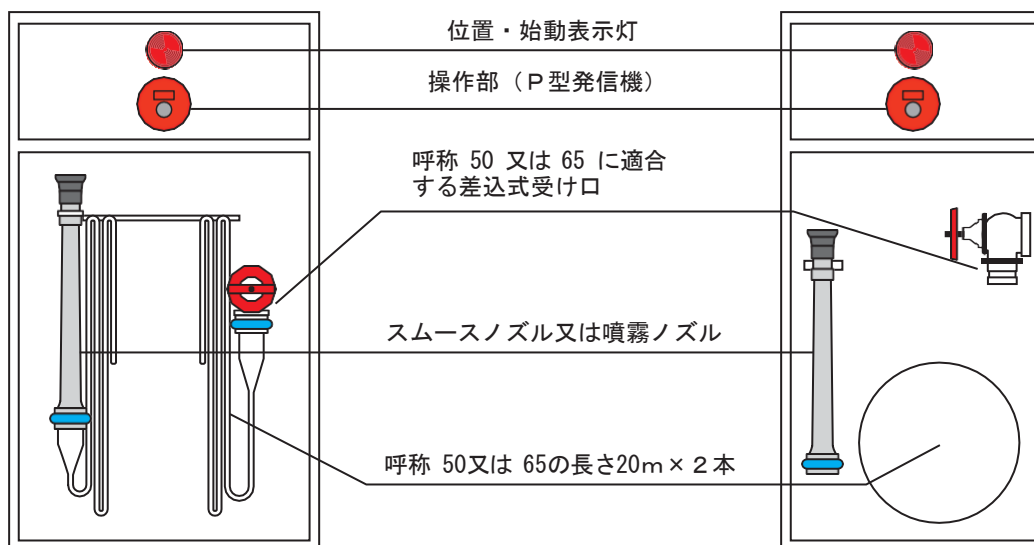 位置・始動表示灯
操作部（Ｐ型発信機）
呼称 50 又は 65 に適合
する差込式受け口
スムースノズル又は噴霧ノズル
呼称 50又は 65の長さ20ｍ×２本